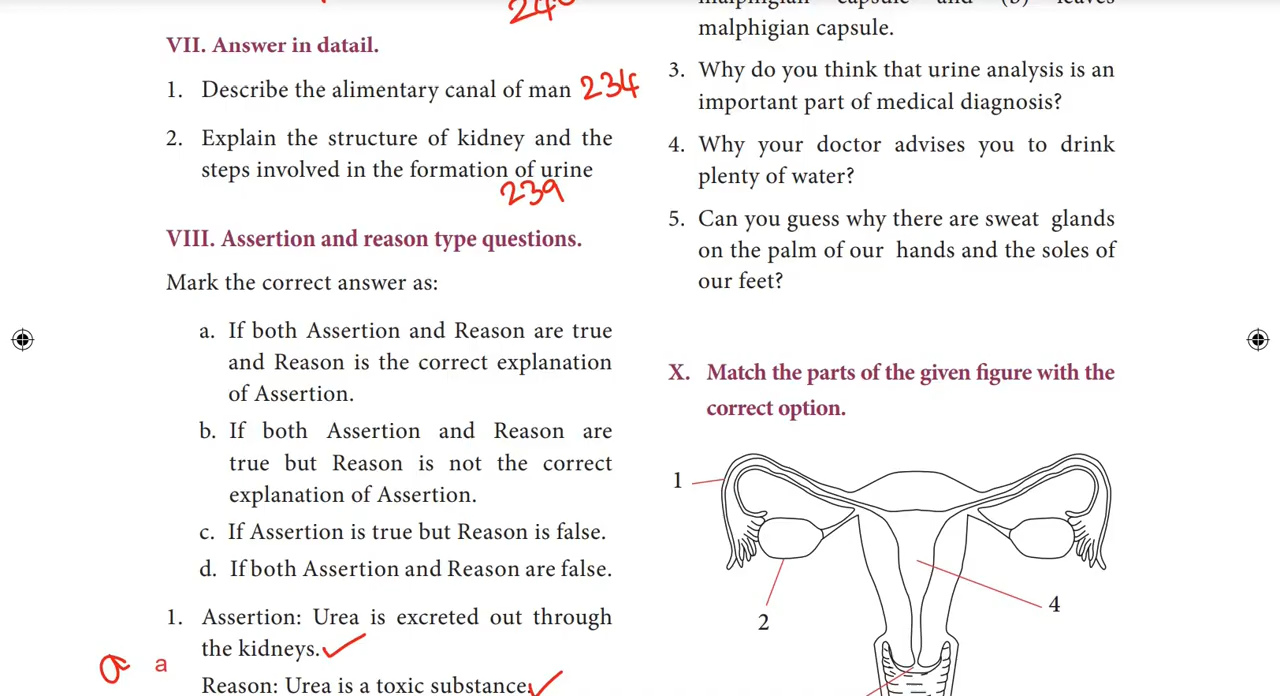 VII. Answer in datail.
1. Describe the alimentary canal of man 234
2. Explain the structure of kidney and the
steps involved in the formation of urine
239
VIII. Assertion and reason type questions.
Mark the correct answer as:
a. If both Assertion and Reason are true
and Reason is the correct explanation
of Assertion.
b. If both Assertion and Reason are
true but Reason is not the correct
explanation of Assertion.
c. If Assertion is true but Reason is false.
d. If both Assertion and Reason are false.
1. Assertion: Urea is excreted out through
the kidneys.
a a
Reason: Urea is a toxic substance.
malphigian capsule and (b) leaves
malphigian capsule.
3. Why do you think that urine analysis is an
important part of medical diagnosis?
4. Why your doctor advises you to drink
plenty of water?
5. Can you guess why there are sweat glands
on the palm of our hands and the soles of
our feet?
X. Match the parts of the given figure with the
correct option.
1
2
4